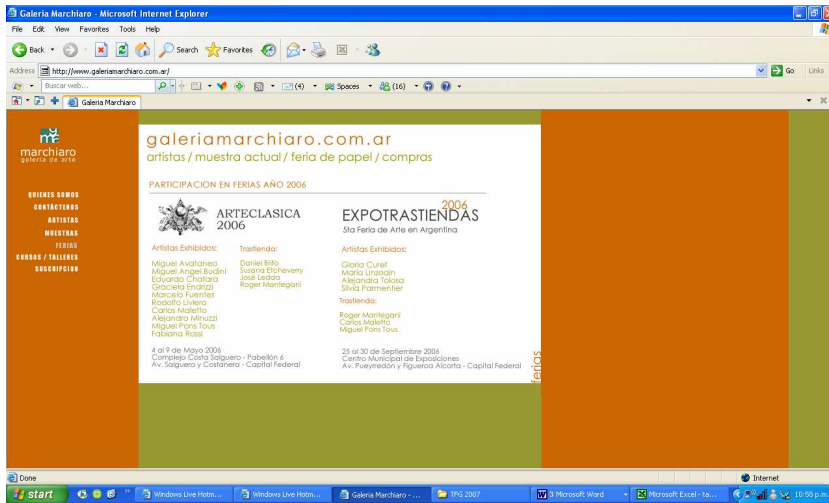 Galeria Marchiaro - Microsoft Internet Explorer
File Edit View Favorites Tools Help
Back Search Favorites
Address http://www.galeriamarchiaro.com.ar/ Go Links
Buscar web... (4) Spaces (16)
Galeria Marchiaro
marchiaro
galería de arte
QUIENES SOMOS
CONTÁCTENOS
ARTISTAS
MUESTRAS
FERIAS
CURSOS / TALLERES
SUSCRIPCION
galeriamarchiaro.com.ar
artistas / muestra actual / feria de papel / compras
PARTICIPACION EN FERIAS AÑO 2006
ARTECLASICA
2006
Artistas Exhibidos:
Miguel Avataneo
Miguel Angel Budini
Eduardo Chatara
Graciela Endrizzi
Marcelo Fuentes
Rodolfo Liviero
Carlos Maletto
Alejandro Minuzzi
Miguel Pons Tous
Fabiana Rossi
Trastienda:
Daniel Brito
Susana Etcheverry
José Ledda
Roger Mantegani
4 al 9 de Mayo 2006
Complejo Costa Salguero - Pabellón 6
Av. Salguero y Costanera - Capital Federal
2006
EXPOTRASTIENDAS
5ta Feria de Arte en Argentina
Artistas Exhibidos:
Gloria Curet
María Linzoain
Alejandra Tolosa
Silvia Parmentier
Trastienda:
Roger Mantegani
Carlos Maletto
Miguel Pons Tous
25 al 30 de Septiembre 2006
Centro Municipal de Exposiciones
Av. Pueyrredón y Figueroa Alcorta - Capital Federal
ferias
Done Internet
start Windows Live Hotm... Windows Live Hotm... Galeria Marchiaro - ... TFG 2007 3 Microsoft Word Microsoft Excel - ta... 10:58 p.m.